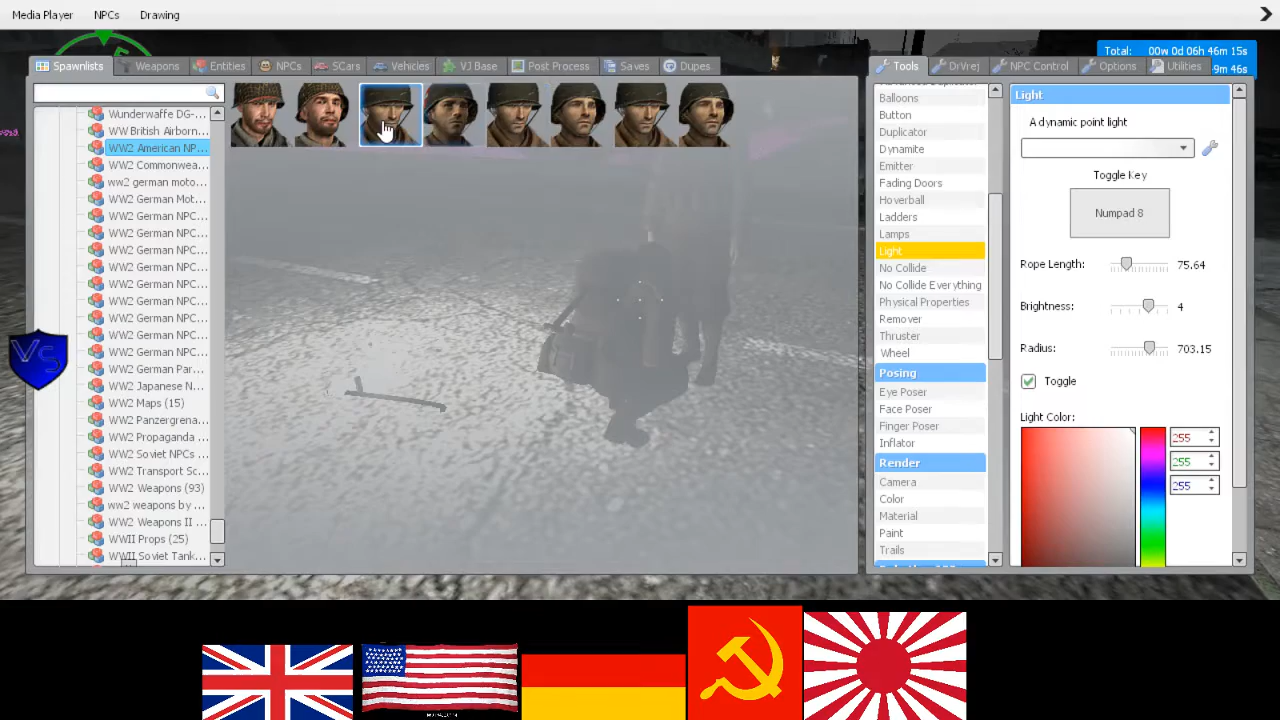 Media Player
NPCs
Drawing
Total: 00w 0d 06h 46m 15s
9m 46s
Spawnlists
Weapons
Entities
NPCs
SCars
Vehicles
VJ Base
Post Process
Saves
Dupes
Tools
DrVrej
NPC Control
Options
Utilities
Wunderwaffe DG-...
WW British Airborn...
WW2 American NP...
WW2 Commonwea...
ww2 german moto...
WW2 German Mot...
WW2 German NPC...
WW2 German NPC...
WW2 German NPC...
WW2 German NPC...
WW2 German NPC...
WW2 German NPC...
WW2 German NPC...
WW2 German NPC...
WW2 German NPC...
WW2 German Par...
WW2 Japanese N...
WW2 Maps (15)
WW2 Panzergrena...
WW2 Propaganda ...
WW2 Soviet NPCs ...
WW2 Transport Sc...
WW2 Weapons (93)
ww2 weapons by ...
WW2 Weapons II ...
WWII Props (25)
WWII Soviet Tank...
VS
Balloons
Button
Duplicator
Dynamite
Emitter
Fading Doors
Hoverball
Ladders
Lamps
Light
No Collide
No Collide Everything
Physical Properties
Remover
Thruster
Wheel
Posing
Eye Poser
Face Poser
Finger Poser
Inflator
Render
Camera
Color
Material
Paint
Trails
Light
A dynamic point light
Toggle Key
Numpad 8
Rope Length: 75.64
Brightness: 4
Radius: 703.15
Toggle
Light Color:
255
255
255